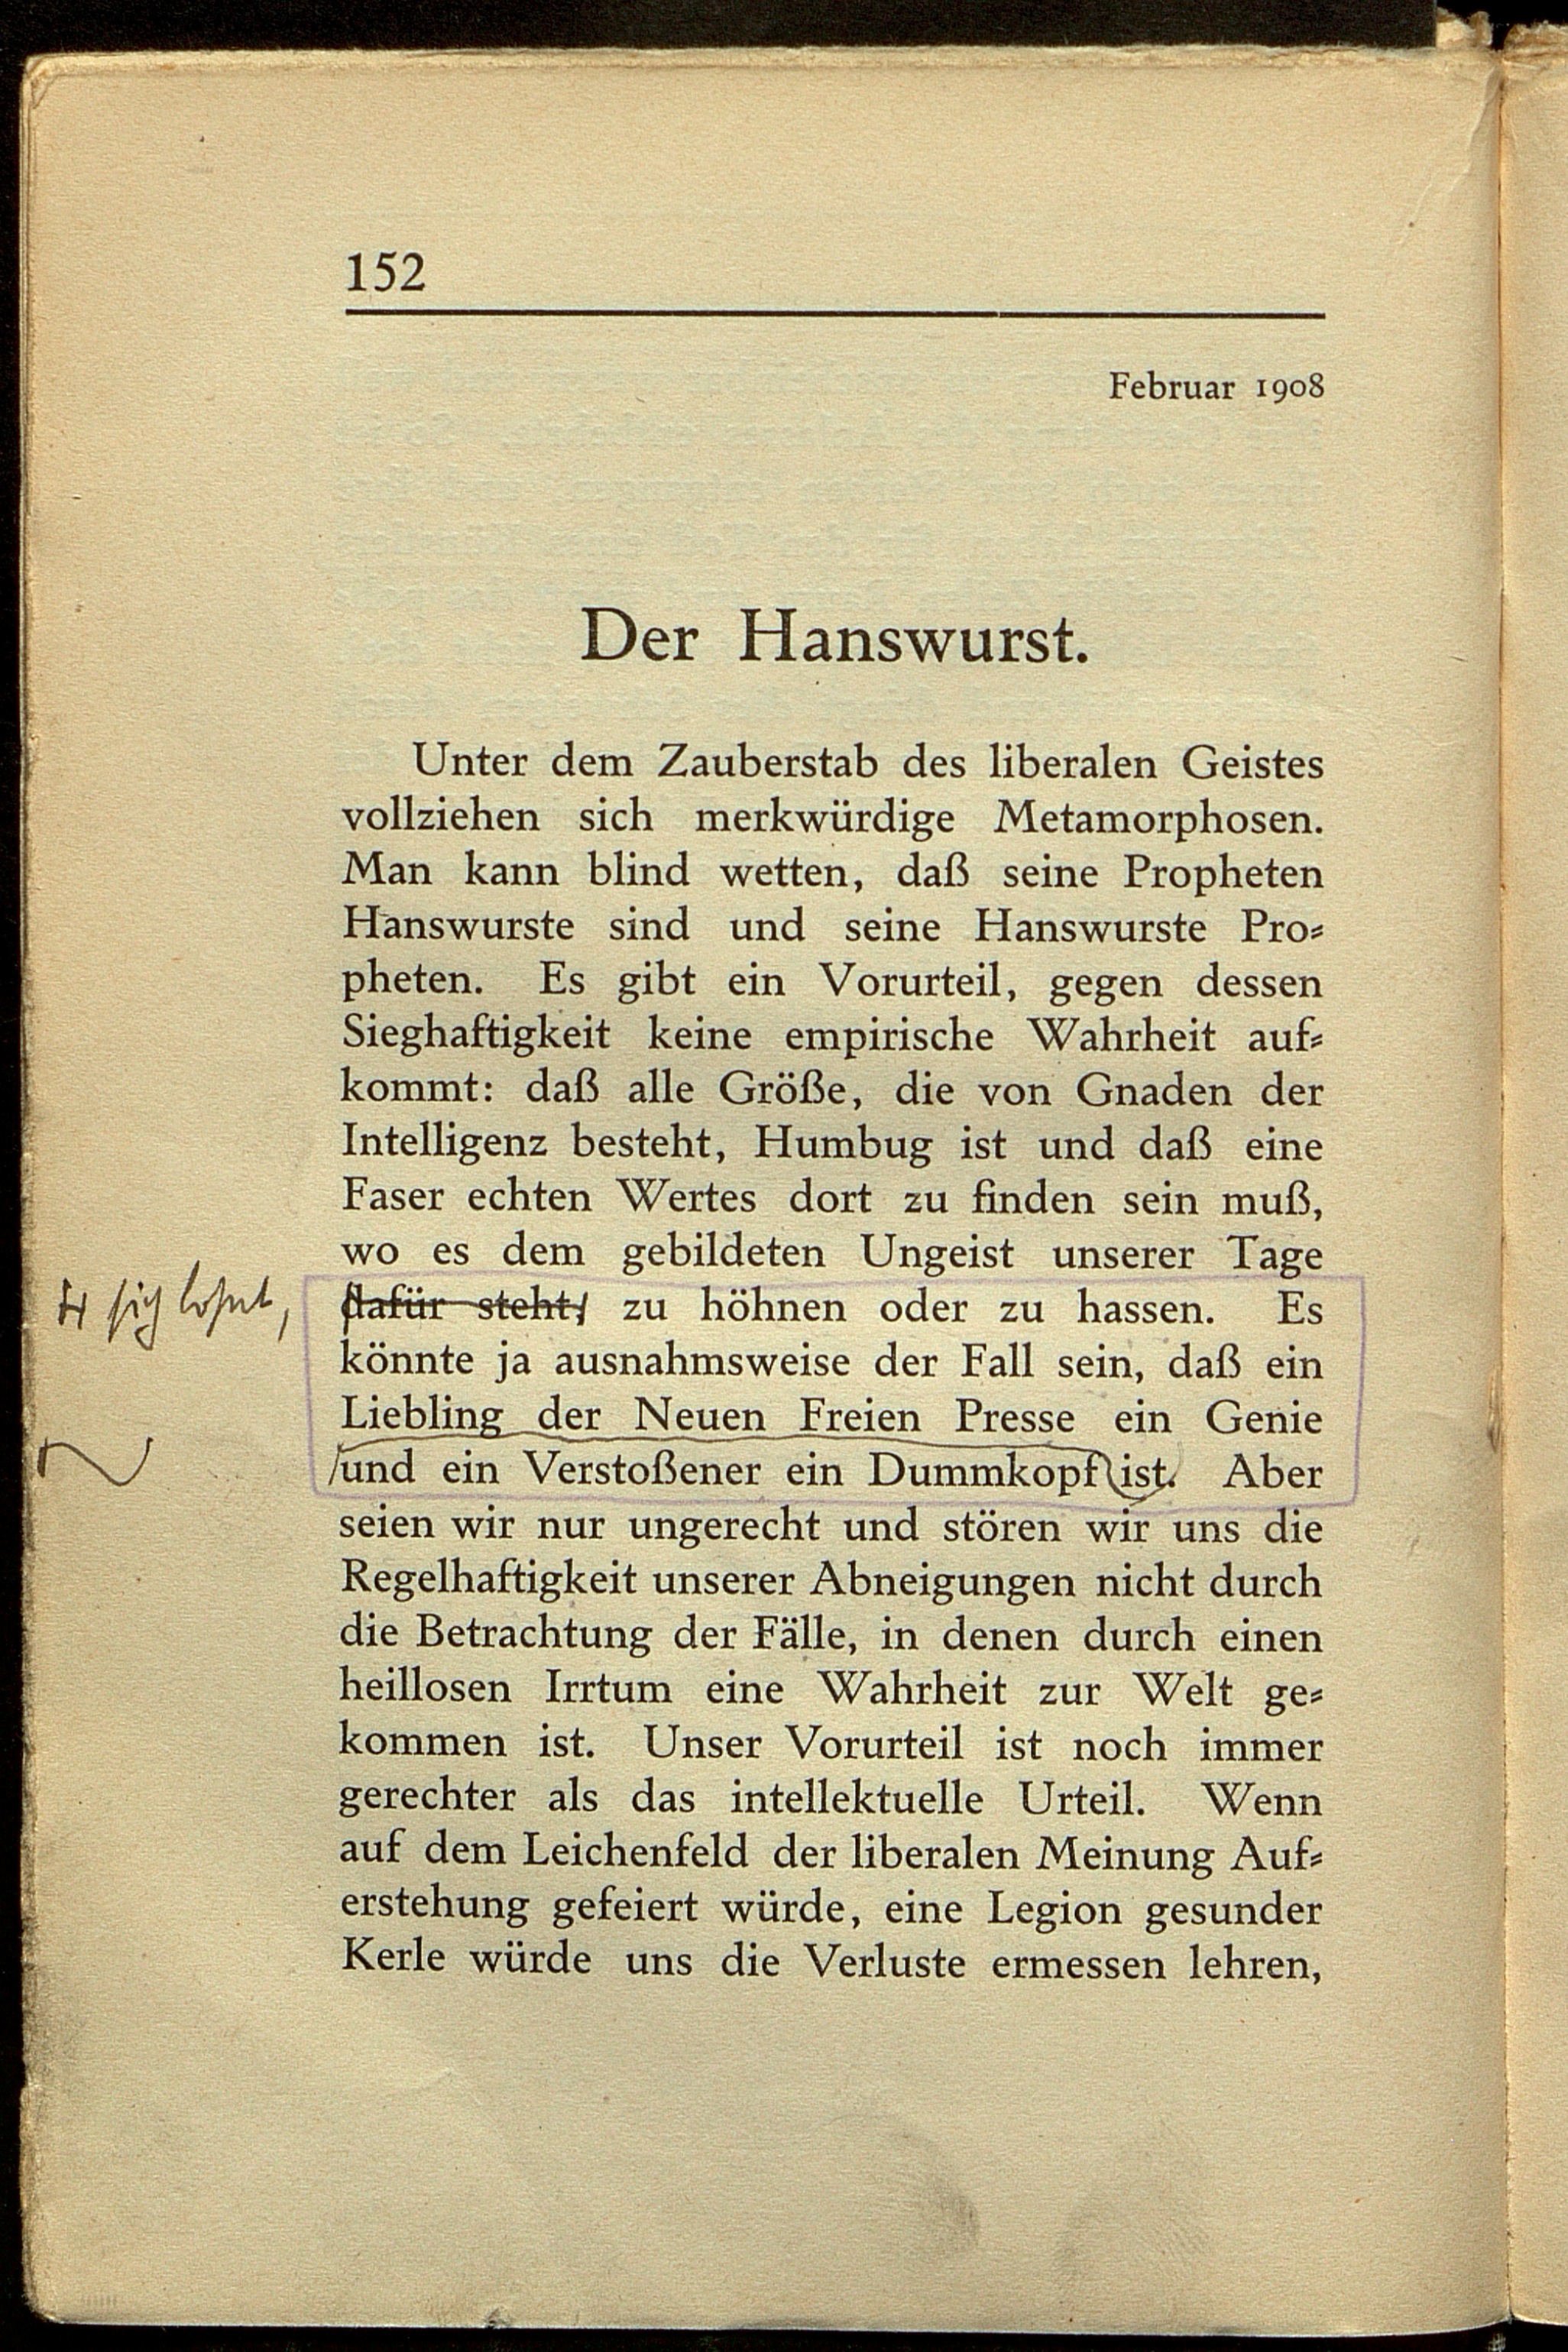 152
Februar 1908
Der Hanswurst.
Unter dem Zauberstab des liberalen Geistes
vollziehen sich merkwürdige Metamorphosen.
Man kann blind wetten, daß seine Propheten
Hanswurste sind und seine Hanswurste Pro-
pheten. Es gibt ein Vorurteil, gegen dessen
Sieghaftigkeit keine empirische Wahrheit auf-
kommt: daß alle Größe, die von Gnaden der
Intelligenz besteht, Humbug ist und daß eine
Faser echten Wertes dort zu finden sein muß,
wo es dem gebildeten Ungeist unserer Tage
sich lohnt,
dafür steht, zu höhnen oder zu hassen. Es
könnte ja ausnahmsweise der Fall sein, daß ein
Liebling der Neuen Freien Presse ein Genie
und ein Verstoßener ein Dummkopf ist. Aber
seien wir nur ungerecht und stören wir uns die
Regelhaftigkeit unserer Abneigungen nicht durch
die Betrachtung der Fälle, in denen durch einen
heillosen Irrtum eine Wahrheit zur Welt ge-
kommen ist. Unser Vorurteil ist noch immer
gerechter als das intellektuelle Urteil. Wenn
auf dem Leichenfeld der liberalen Meinung Auf-
erstehung gefeiert würde, eine Legion gesunder
Kerle würde uns die Verluste ermessen lehren,